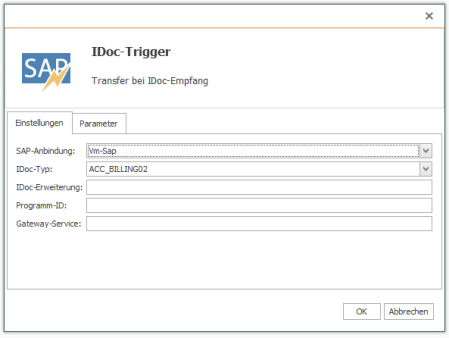 IDoc-Trigger
SAP
Transfer bei IDoc-Empfang
Einstellungen Parameter
SAP-Anbindung: Vm-Sap
IDoc-Typ: ACC_BILLING02
IDoc-Erweiterung:
Programm-ID:
Gateway-Service:
OK Abbrechen